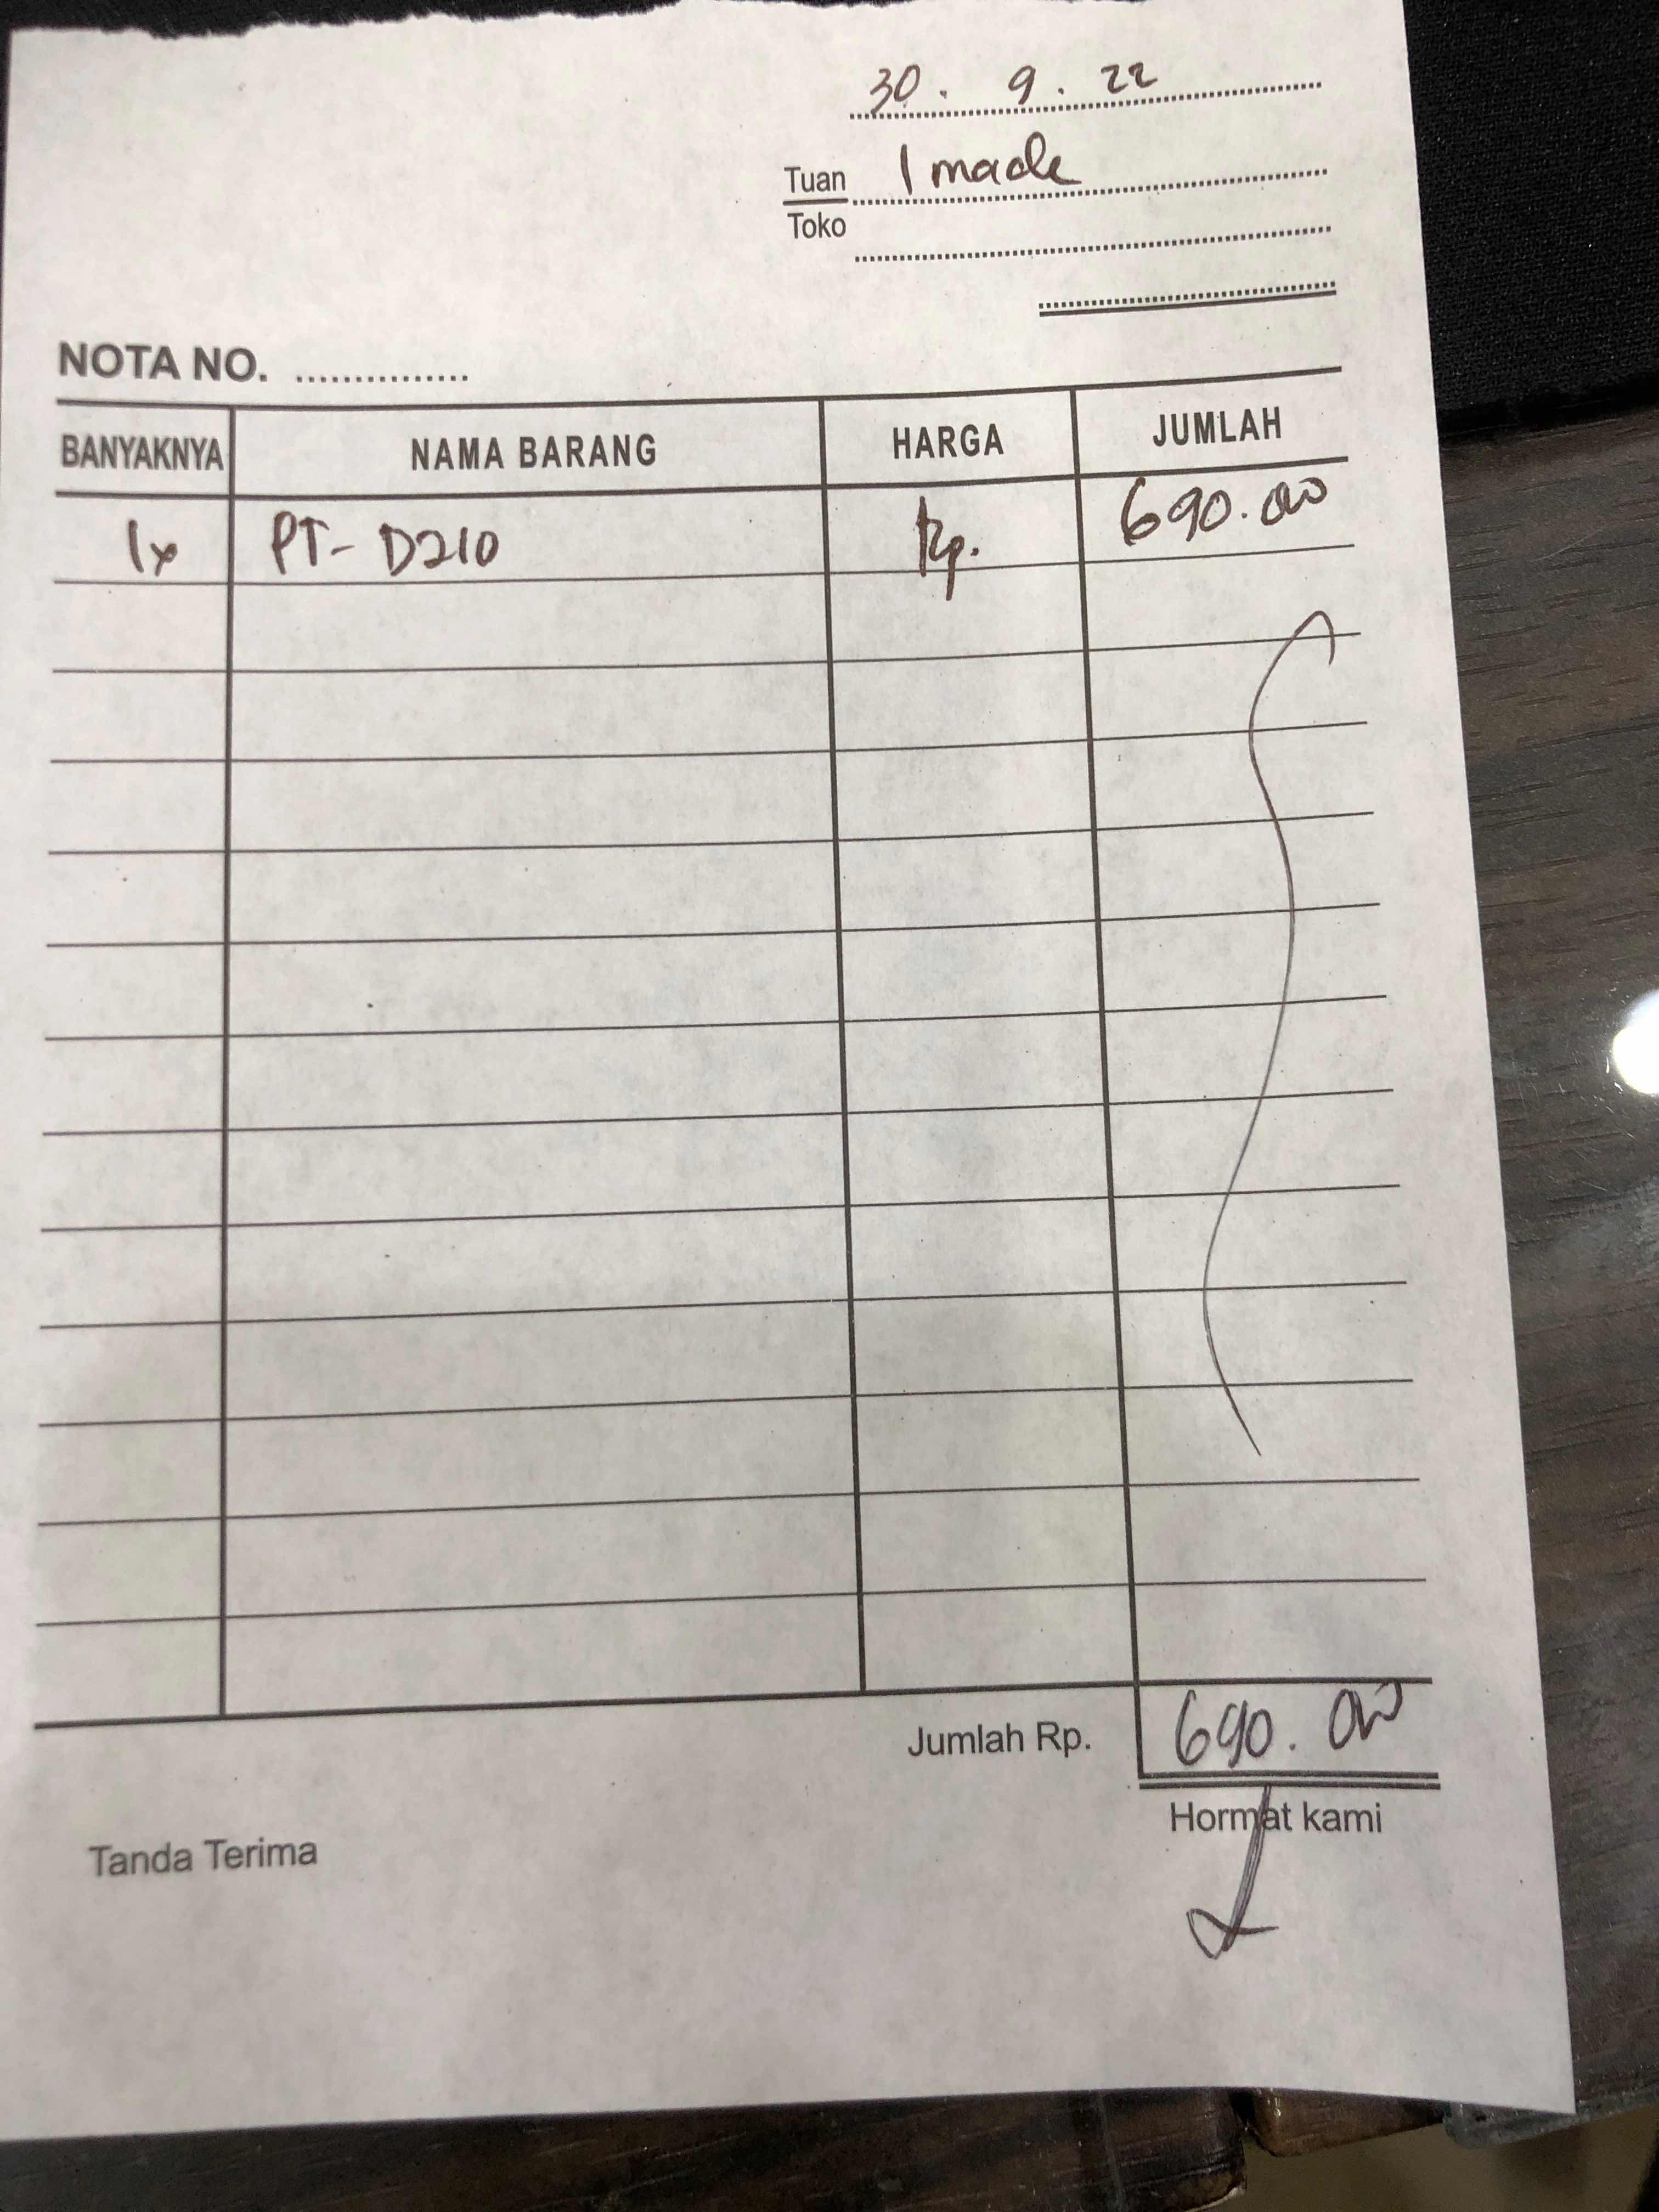 30. 9. 22
Tuan I made
Toko
NOTA NO. ...............
BANYAKNYA NAMA BARANG HARGA JUMLAH
1x PT-D210 Rp. 690.000
Jumlah Rp. 690.000
Tanda Terima Hormat kami